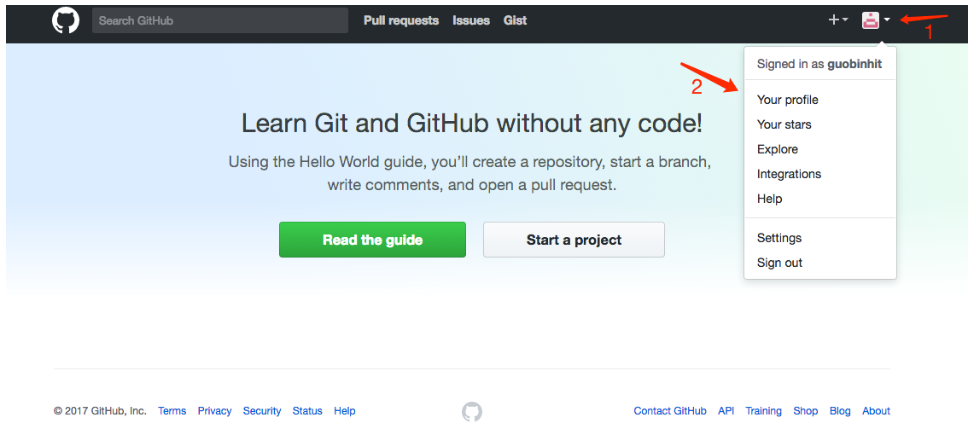 Search GitHub
Pull requests Issues Gist
1
Signed in as guobinhit
2
Your profile
Your stars
Explore
Integrations
Help
Settings
Sign out
Learn Git and GitHub without any code!
Using the Hello World guide, you’ll create a repository, start a branch,
write comments, and open a pull request.
Read the guide
Start a project
© 2017 GitHub, Inc. Terms Privacy Security Status Help
Contact GitHub API Training Shop Blog About